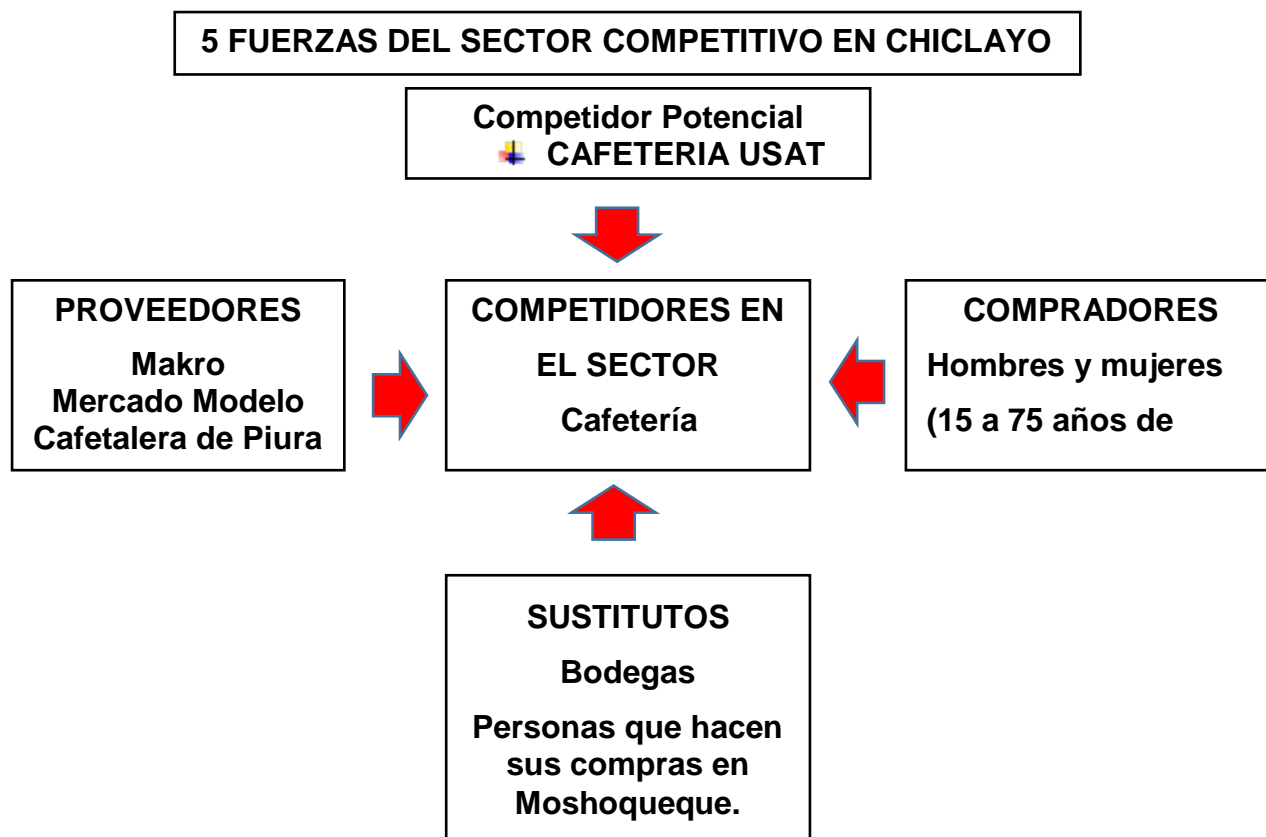 5 FUERZAS DEL SECTOR COMPETITIVO EN CHICLAYO
Competidor Potencial
CAFETERIA USAT
PROVEEDORES
Makro
Mercado Modelo
Cafetalera de Piura
COMPETIDORES EN
EL SECTOR
Cafetería
COMPRADORES
Hombres y mujeres
(15 a 75 años de
SUSTITUTOS
Bodegas
Personas que hacen
sus compras en
Moshoqueque.